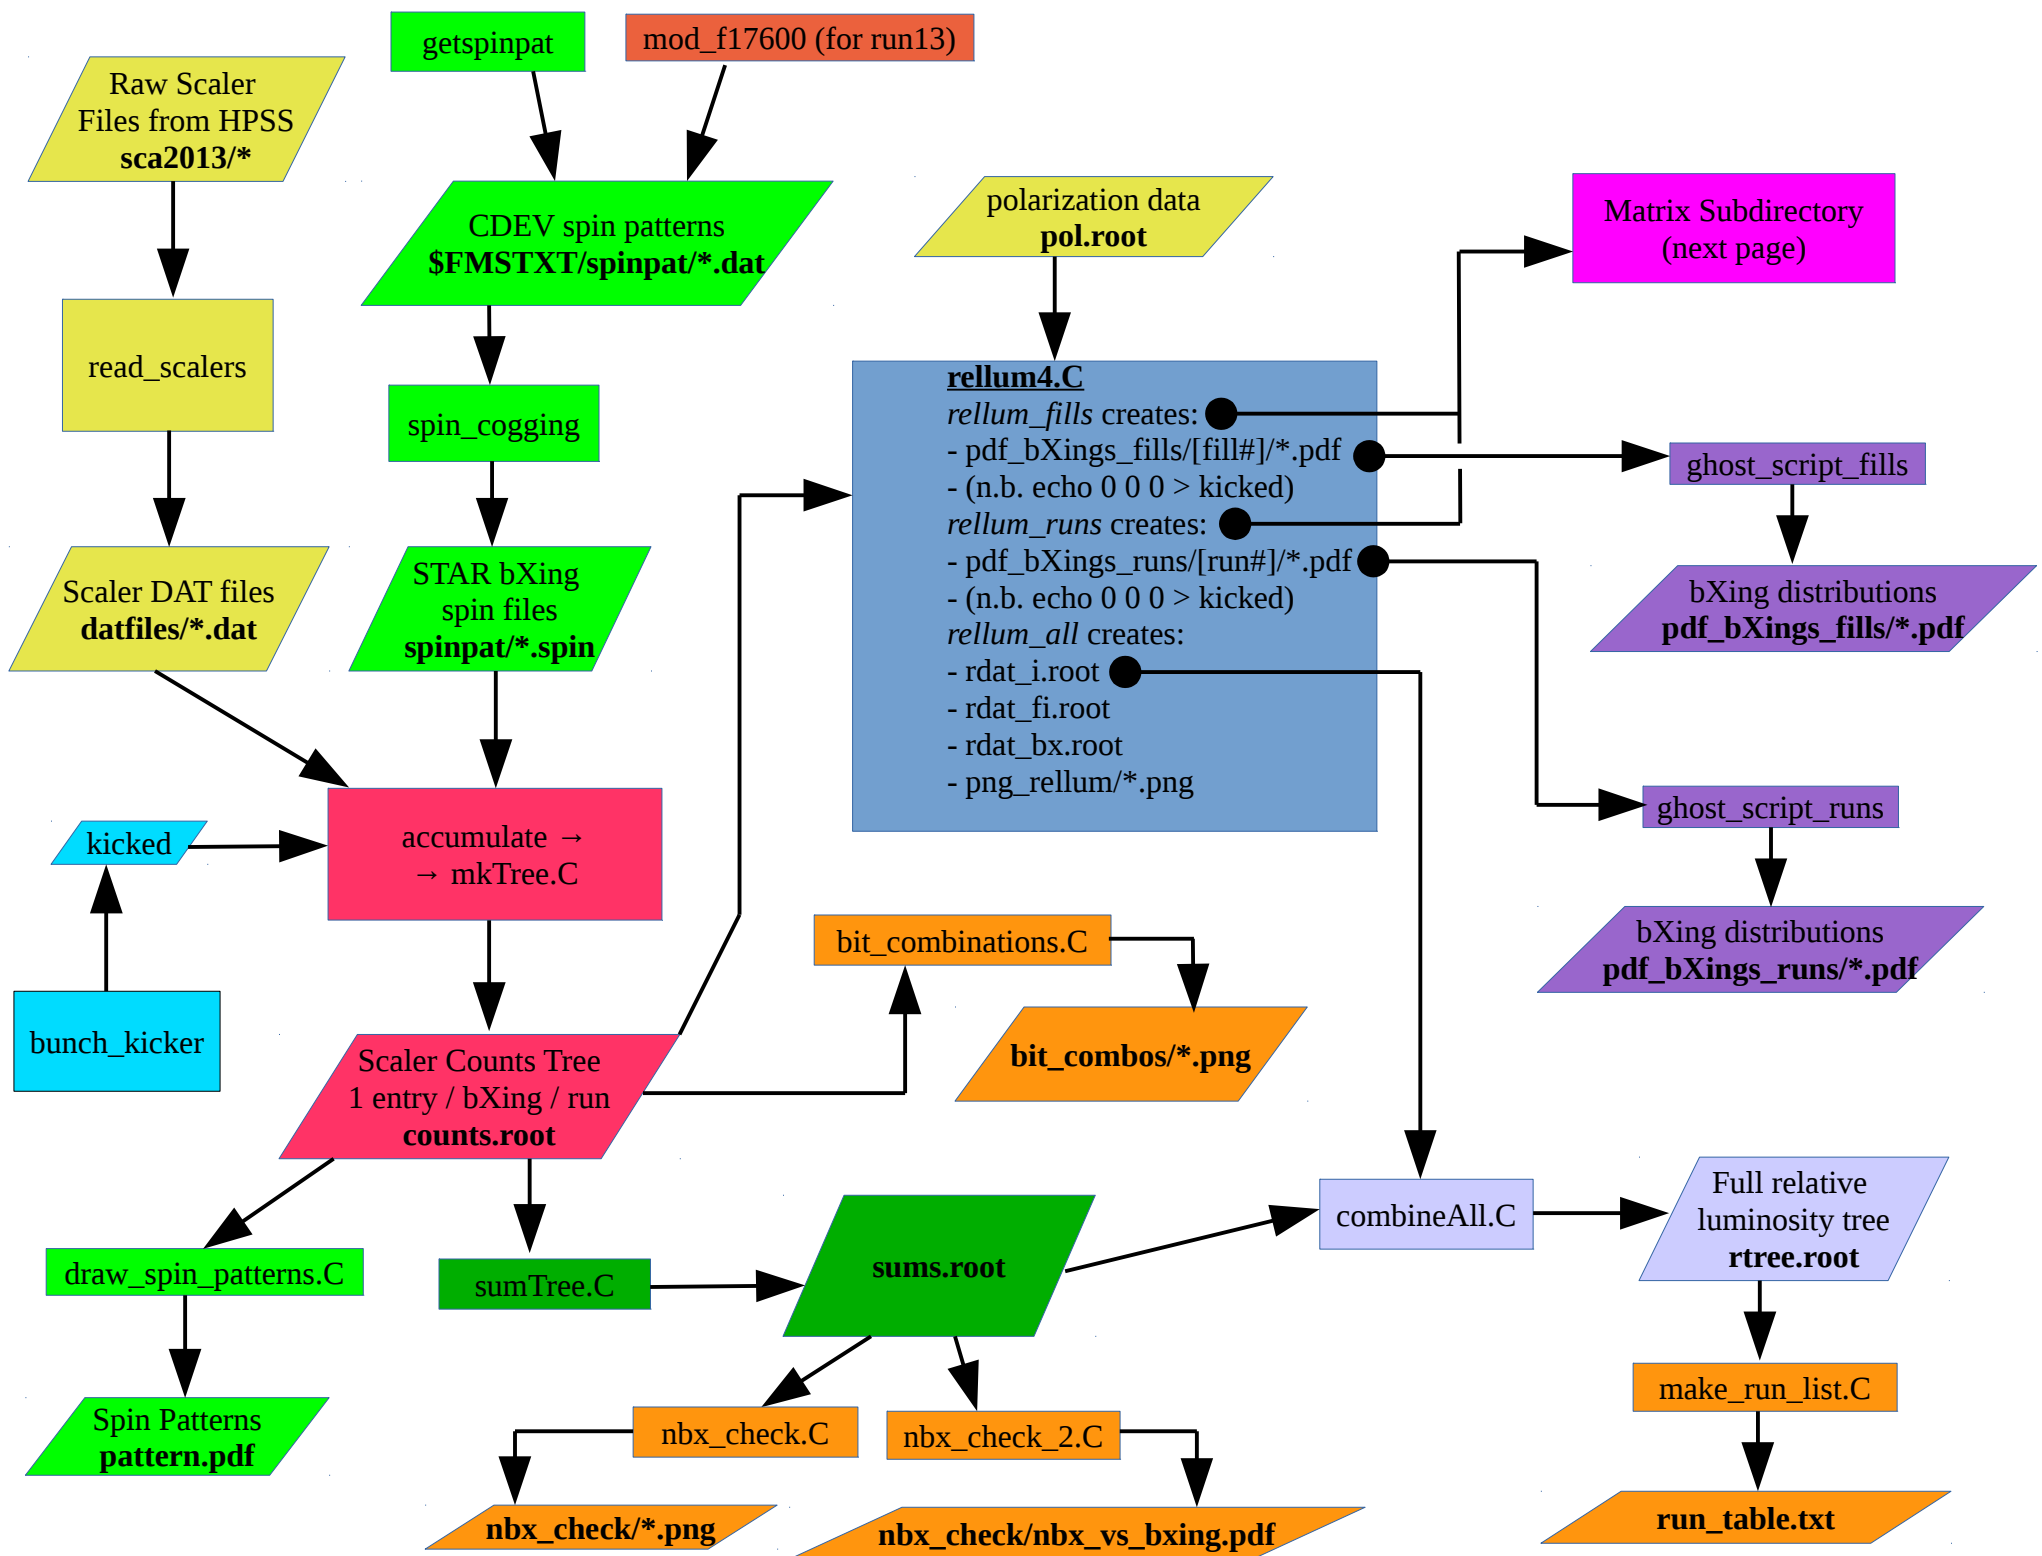 getspinpat
mod_f17600 (for run13)
Raw Scaler
Files from HPSS
sca2013/*
CDEV spin patterns
$FMSTXT/spinpat/*.dat
polarization data
pol.root
Matrix Subdirectory
(next page)
read_scalers
spin_cogging
rellum4.C
rellum_fills creates:
- pdf_bXings_fills/[fill#]/*.pdf
- (n.b. echo 0 0 0 > kicked)
rellum_runs creates:
- pdf_bXings_runs/[run#]/*.pdf
- (n.b. echo 0 0 0 > kicked)
rellum_all creates:
- rdat_i.root
- rdat_fi.root
- rdat_bx.root
- png_rellum/*.png
ghost_script_fills
bXing distributions
pdf_bXings_fills/*.pdf
Scaler DAT files
datfiles/*.dat
STAR bXing
spin files
spinpat/*.spin
ghost_script_runs
bXing distributions
pdf_bXings_runs/*.pdf
kicked
accumulate →
→ mkTree.C
bunch_kicker
bit_combinations.C
bit_combos/*.png
Scaler Counts Tree
1 entry / bXing / run
counts.root
draw_spin_patterns.C
sumTree.C
sums.root
combineAll.C
Full relative
luminosity tree
rtree.root
Spin Patterns
pattern.pdf
nbx_check.C
nbx_check_2.C
make_run_list.C
nbx_check/*.png
nbx_check/nbx_vs_bxing.pdf
run_table.txt